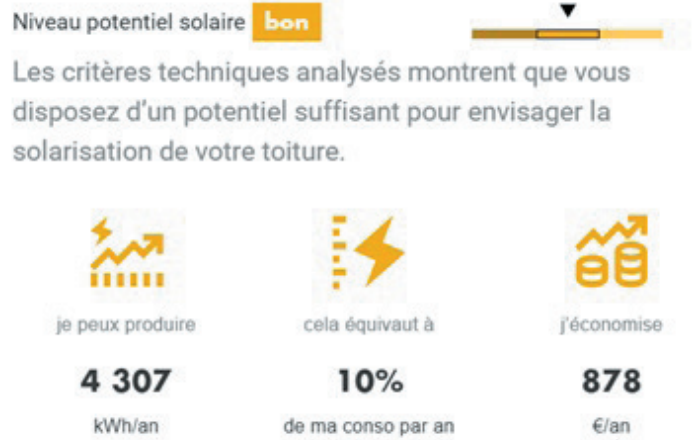 Niveau potentiel solaire bon
Les critères techniques analysés montrent que vous
disposez d'un potentiel suffisant pour envisager la
solarisation de votre toiture.
je peux produire
4 307
kWh/an
cela équivaut à
10%
de ma conso par an
j'économise
878
€/an